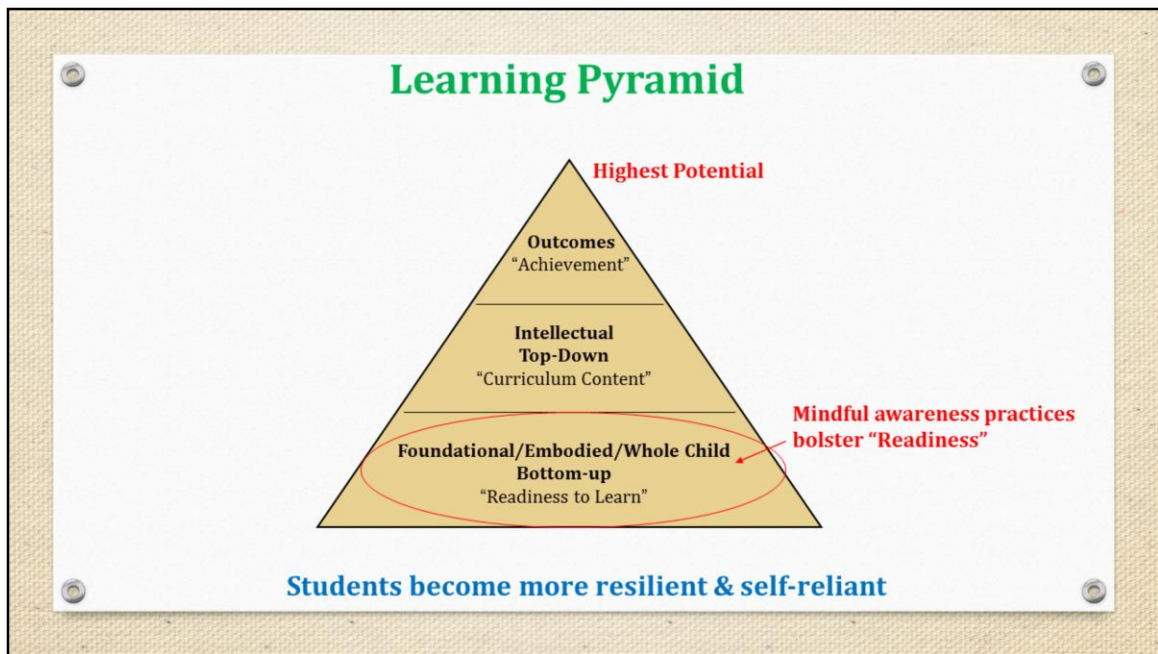 Learning Pyramid
Highest Potential
Outcomes
“Achievement”
Intellectual
Top-Down
“Curriculum Content”
Mindful awareness practices
bolster “Readiness”
Foundational/Embodied/Whole Child
Bottom-up
“Readiness to Learn”
Students become more resilient & self-reliant